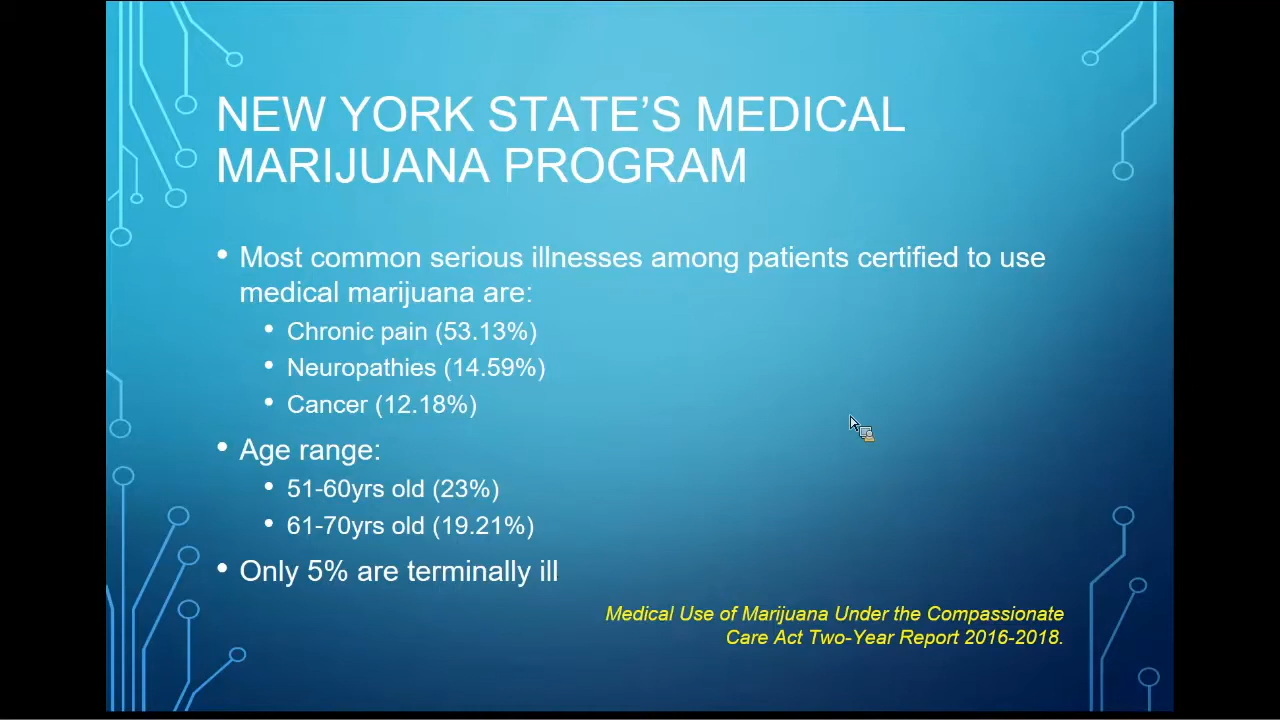 NEW YORK STATE’S MEDICAL
MARIJUANA PROGRAM
• Most common serious illnesses among patients certified to use
medical marijuana are:
• Chronic pain (53.13%)
• Neuropathies (14.59%)
• Cancer (12.18%)
• Age range:
• 51-60yrs old (23%)
• 61-70yrs old (19.21%)
• Only 5% are terminally ill
Medical Use of Marijuana Under the Compassionate
Care Act Two-Year Report 2016-2018.